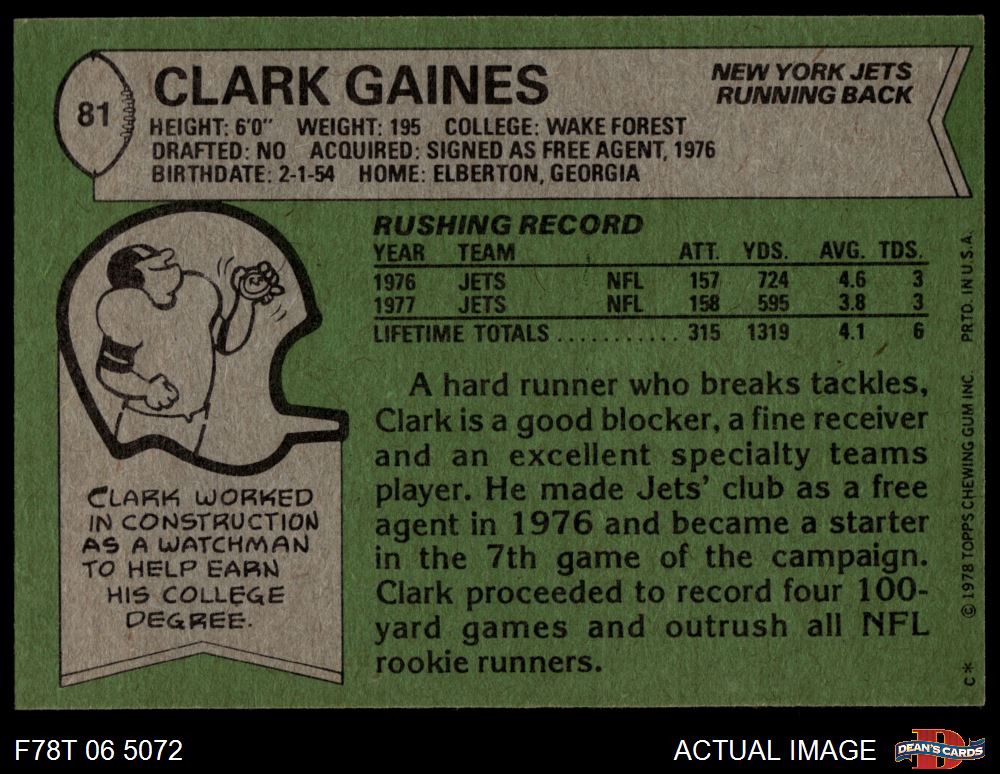 81
CLARK GAINES
NEW YORK JETS
RUNNING BACK
HEIGHT: 6'0" WEIGHT: 195 COLLEGE: WAKE FOREST
DRAFTED: NO ACQUIRED: SIGNED AS FREE AGENT, 1976
BIRTHDATE: 2-1-54 HOME: ELBERTON, GEORGIA
RUSHING RECORD
YEAR TEAM ATT. YDS. AVG. TDS.
1976 JETS NFL 157 724 4.6 3
1977 JETS NFL 158 595 3.8 3
LIFETIME TOTALS ........... 315 1319 4.1 6
A hard runner who breaks tackles,
Clark is a good blocker, a fine receiver
and an excellent specialty teams
player. He made Jets' club as a free
agent in 1976 and became a starter
in the 7th game of the campaign.
Clark proceeded to record four 100-
yard games and outrush all NFL
rookie runners.
CLARK WORKED
IN CONSTRUCTION
AS A WATCHMAN
TO HELP EARN
HIS COLLEGE
DEGREE.
C* © 1978 TOPPS CHEWING GUM INC. PRTD. IN U.S.A.
F78T 06 5072
ACTUAL IMAGE
D
DEAN'S CARDS